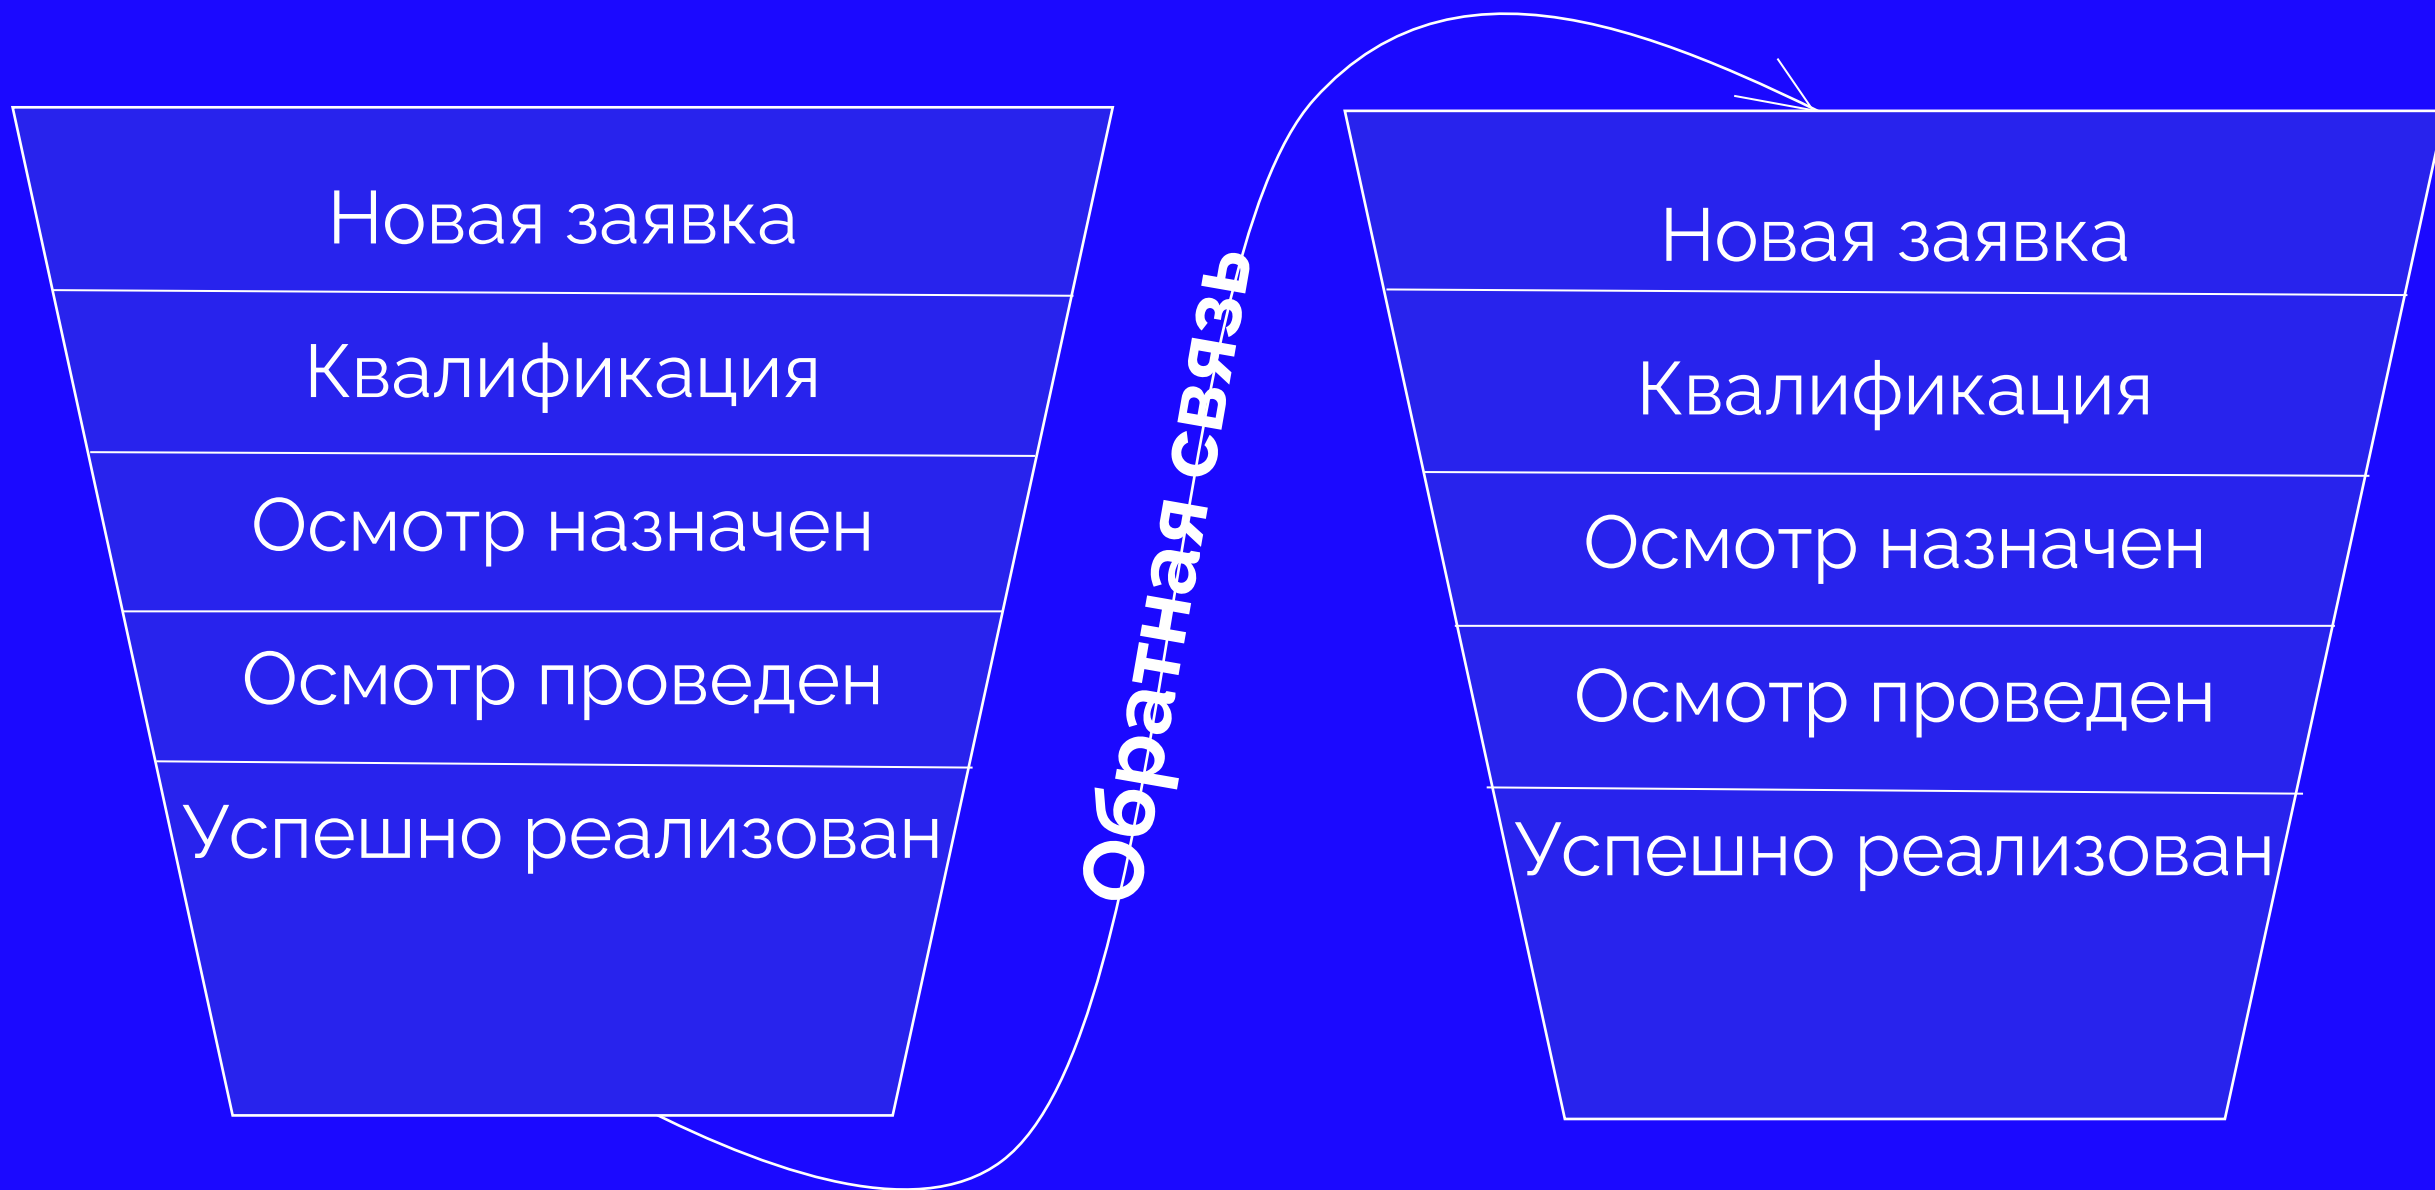 Новая заявка
Квалификация
Осмотр назначен
Осмотр проведен
Успешно реализован
Обратная связь
Новая заявка
Квалификация
Осмотр назначен
Осмотр проведен
Успешно реализован